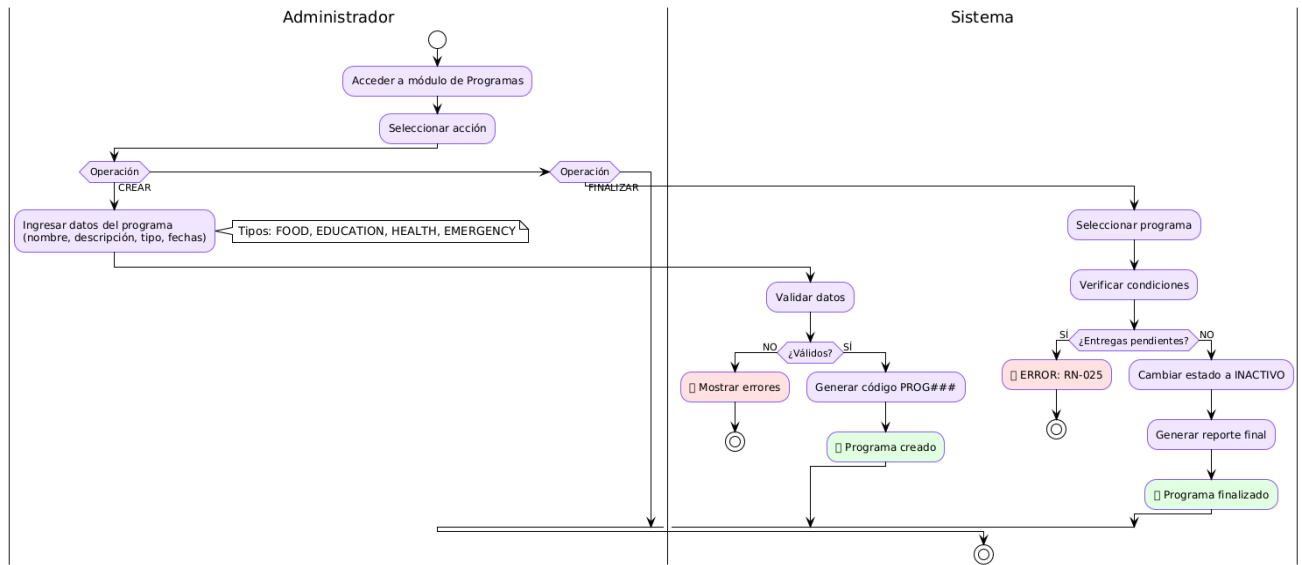 Administrador
Sistema
Acceder a módulo de Programas
Seleccionar acción
Operación
Operación
CREAR
FINALIZAR
Ingresar datos del programa
(nombre, descripción, tipo, fechas)
Tipos: FOOD, EDUCATION, HEALTH, EMERGENCY
Seleccionar programa
Verificar condiciones
Validar datos
¿Entregas pendientes?
SÍ
NO
¿Válidos?
NO
SÍ
ERROR: RN-025
Cambiar estado a INACTIVO
Mostrar errores
Generar código PROG###
Generar reporte final
Programa creado
Programa finalizado